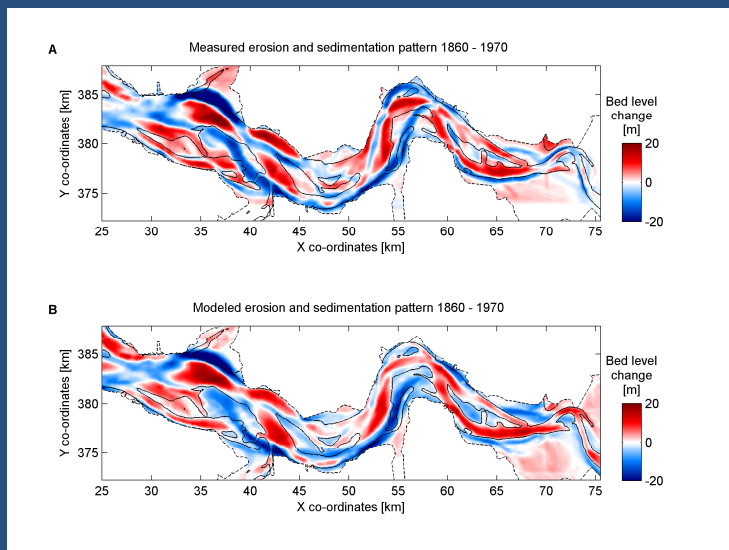 A
Measured erosion and sedimentation pattern 1860 - 1970
385
380
375
25 30 35 40 45 50 55 60 65 70 75
Y co-ordinates [km]
X co-ordinates [km]
Bed level
change
[m]
20
0
-20
B
Modeled erosion and sedimentation pattern 1860 - 1970
385
380
375
25 30 35 40 45 50 55 60 65 70 75
Y co-ordinates [km]
X co-ordinates [km]
Bed level
change
[m]
20
0
-20